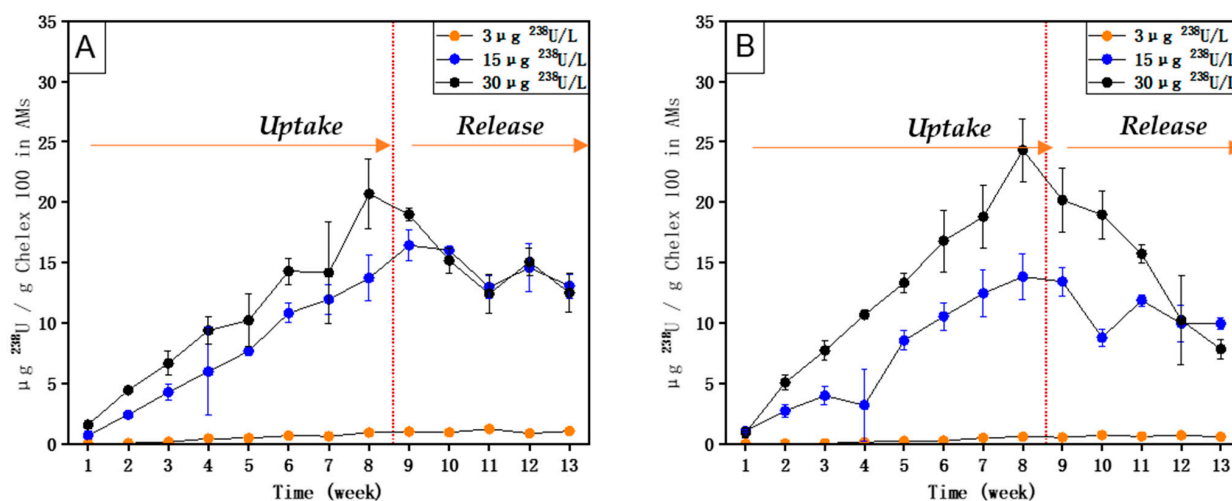 A
3 μg ²³⁸U/L
15 μg ²³⁸U/L
30 μg ²³⁸U/L
Uptake
Release
μg ²³⁸U / g Chelex 100 in AMs
35
30
25
20
15
10
5
0
1 2 3 4 5 6 7 8 9 10 11 12 13
Time (week)
B
3 μg ²³⁸U/L
15 μg ²³⁸U/L
30 μg ²³⁸U/L
Uptake
Release
μg ²³⁸U / g Chelex 100 in AMs
35
30
25
20
15
10
5
0
1 2 3 4 5 6 7 8 9 10 11 12 13
Time (week)